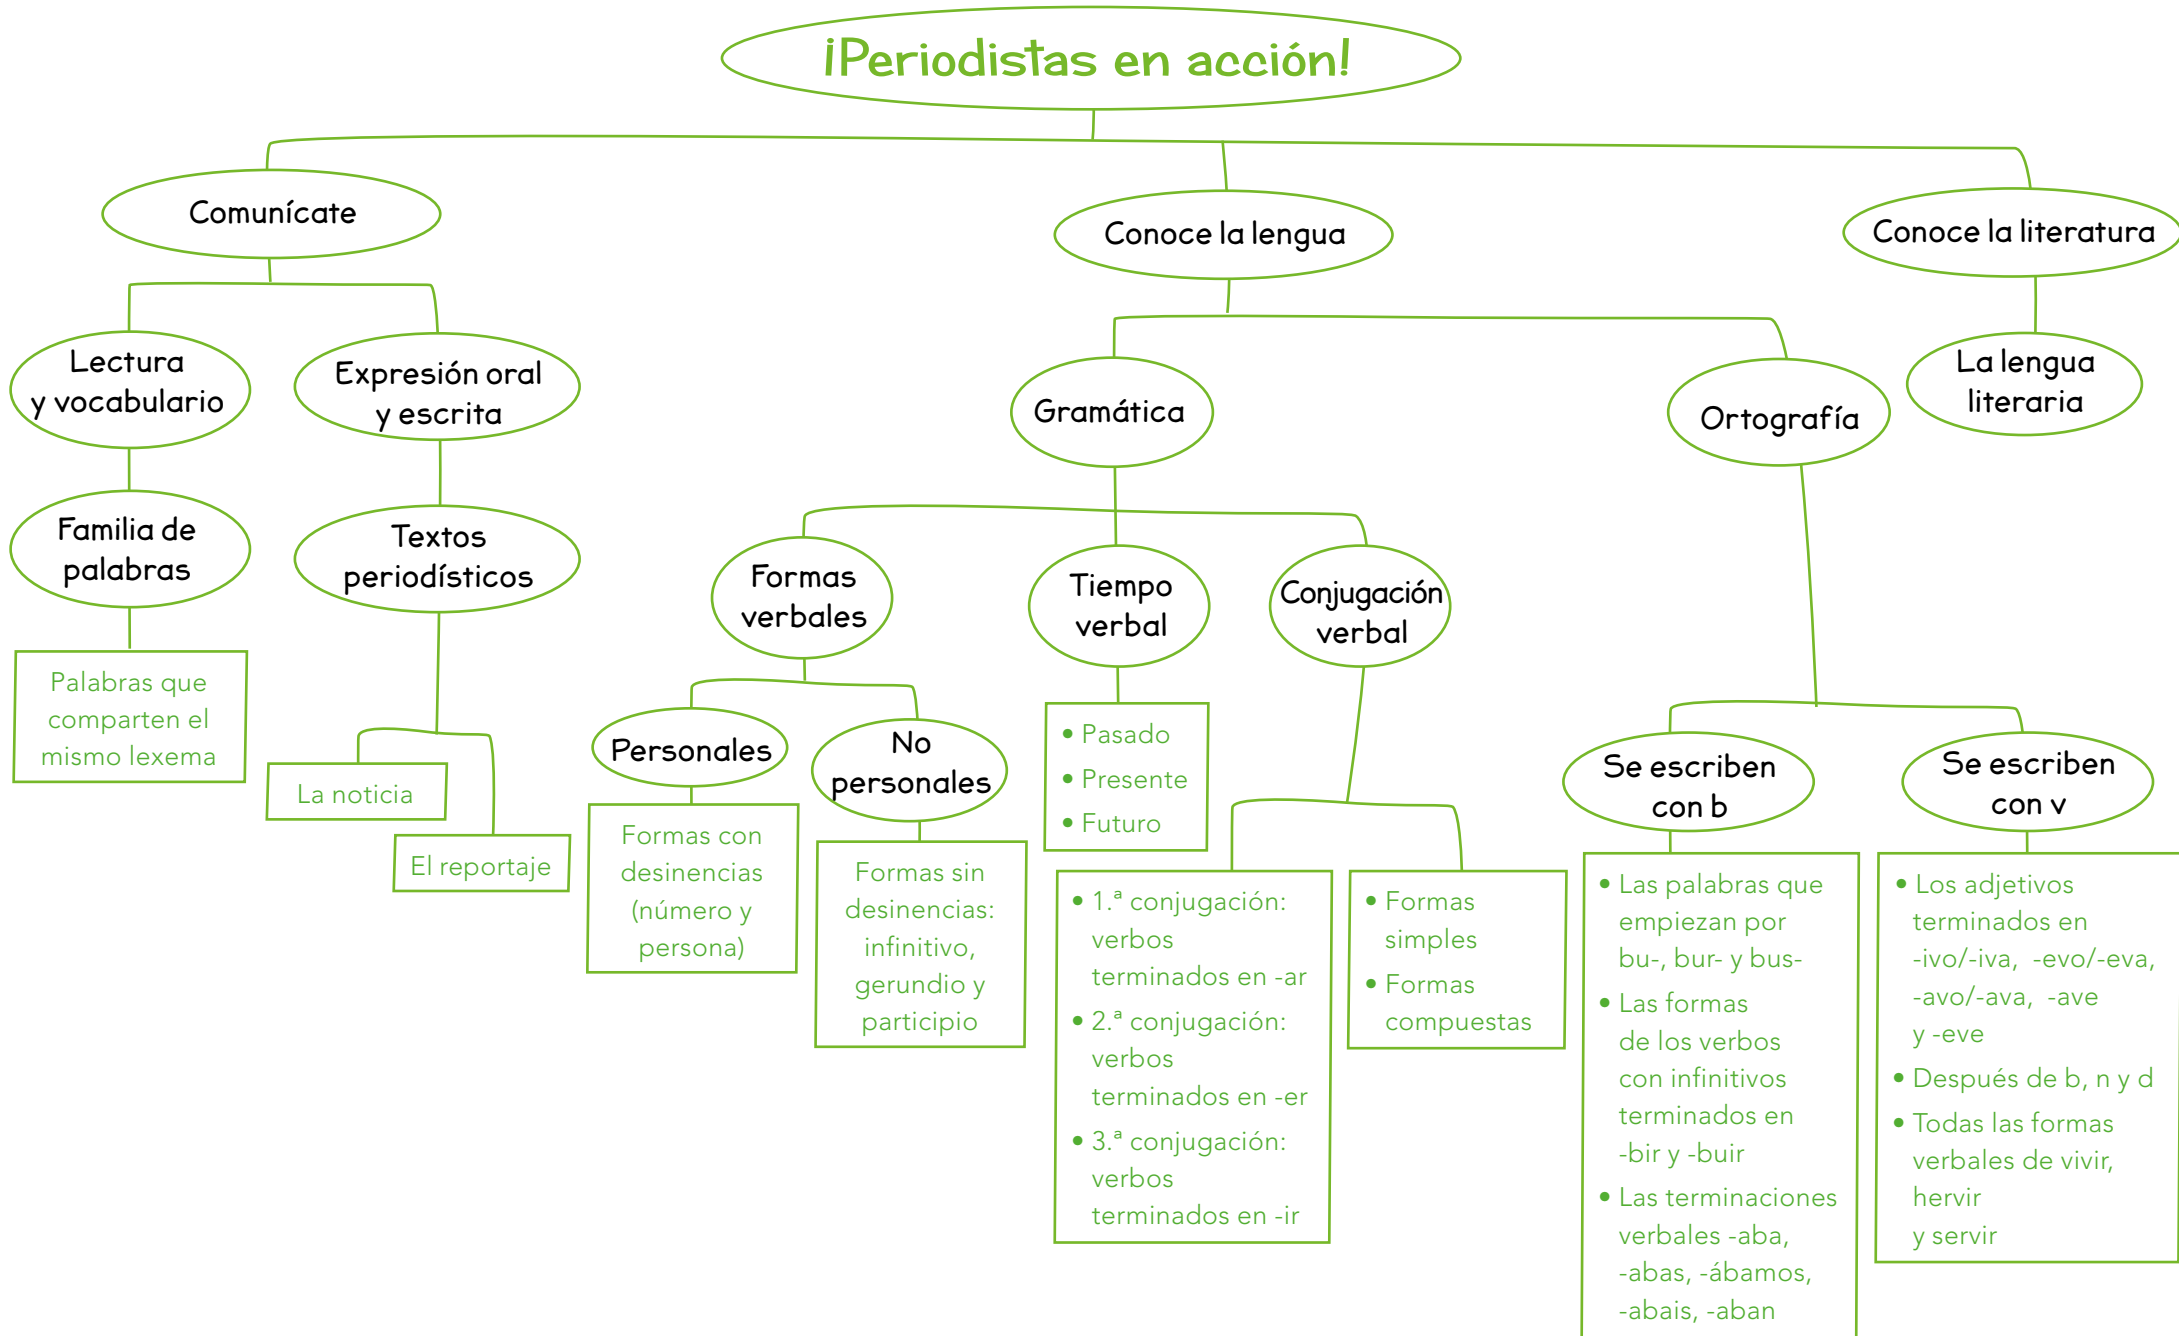 ¡Periodistas en acción!
Comunícate
Conoce la lengua
Conoce la literatura
Lectura
y vocabulario
Expresión oral
y escrita
Gramática
Ortografía
La lengua
literaria
Familia de
palabras
Textos
periodísticos
Formas
verbales
Tiempo
verbal
Conjugación
verbal
Palabras que
comparten el
mismo lexema
La noticia
El reportaje
Personales
No
personales
• Pasado
• Presente
• Futuro
Se escriben
con b
Se escriben
con v
Formas con
desinencias
(número y
persona)
Formas sin
desinencias:
infinitivo,
gerundio y
participio
• 1.ª conjugación:
verbos
terminados en -ar
• 2.ª conjugación:
verbos
terminados en -er
• 3.ª conjugación:
verbos
terminados en -ir
• Formas
simples
• Formas
compuestas
• Las palabras que
empiezan por
bu-, bur- y bus-
• Las formas
de los verbos
con infinitivos
terminados en
-bir y -buir
• Las terminaciones
verbales -aba,
-abas, -ábamos,
-abais, -aban
• Los adjetivos
terminados en
-ivo/-iva, -evo/-eva,
-avo/-ava, -ave
y -eve
• Después de b, n y d
• Todas las formas
verbales de vivir,
hervir
y servir